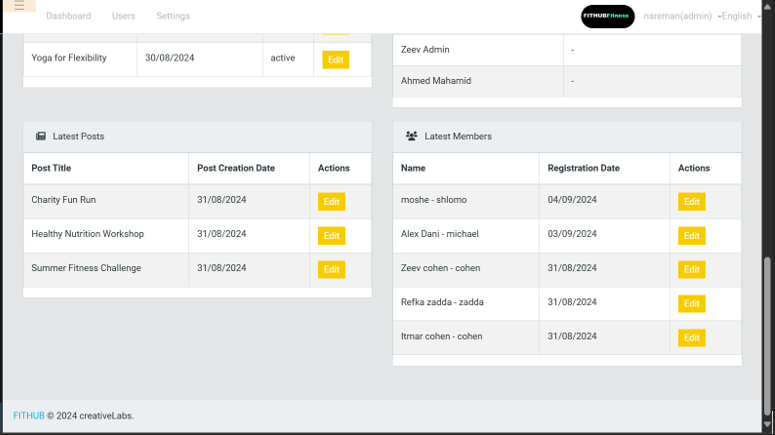 Dashboard Users Settings FITHUBFitness nareman(admin) English
Yoga for Flexibility 30/08/2024 active Edit
Zeev Admin -
Ahmed Mahamid -
Latest Posts
Post Title Post Creation Date Actions
Charity Fun Run 31/08/2024 Edit
Healthy Nutrition Workshop 31/08/2024 Edit
Summer Fitness Challenge 31/08/2024 Edit
Latest Members
Name Registration Date Actions
moshe - shlomo 04/09/2024 Edit
Alex Dani - michael 03/09/2024 Edit
Zeev cohen - cohen 31/08/2024 Edit
Refka zadda - zadda 31/08/2024 Edit
Itmar cohen - cohen 31/08/2024 Edit
FITHUB © 2024 creativeLabs.